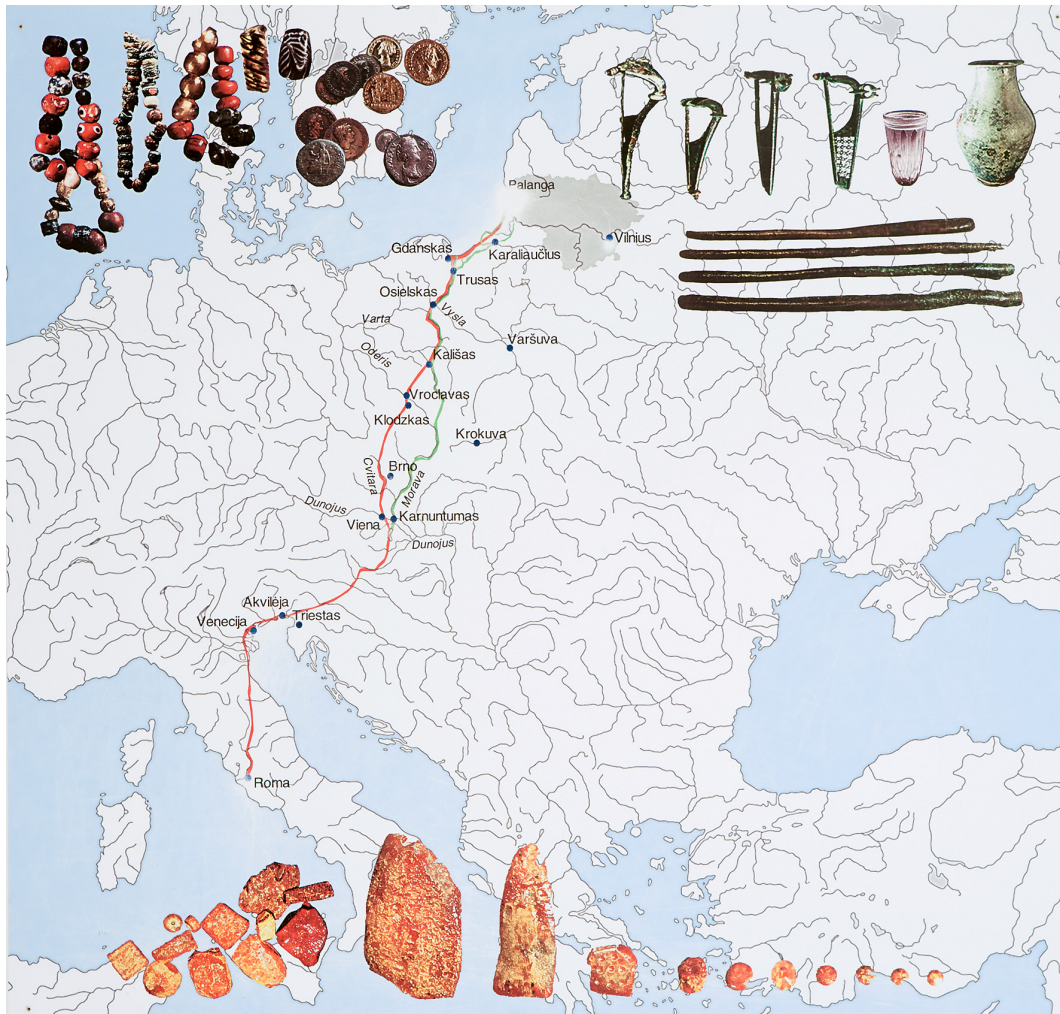 Palanga
Vilnius
Gdanskas
Karaliaučius
Trusas
Osielskas
Vysla
Varta
Varšuva
Oderis
Kališas
Vroclavas
Klodzkas
Krokuva
Brno
Cvitara
Morava
Dunojus
Viena
Karnuntumas
Dunojus
Akvilėja
Triestas
Venecija
Roma